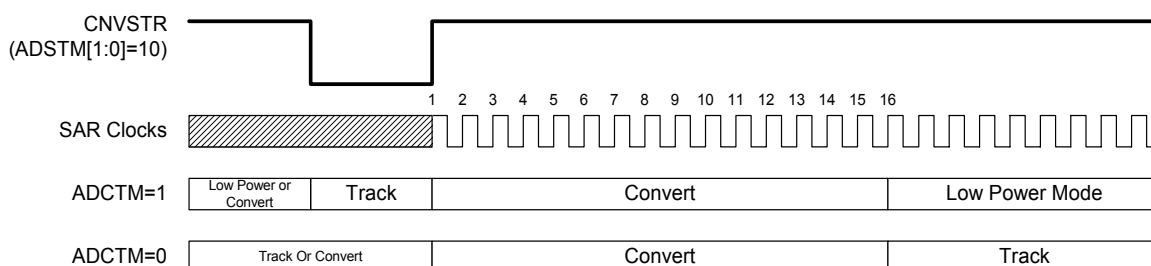 CNVSTR
(ADSTM[1:0]=10)
1 2 3 4 5 6 7 8 9 10 11 12 13 14 15 16
SAR Clocks
ADCTM=1
Low Power or
Convert
Track
Convert
Low Power Mode
ADCTM=0
Track Or Convert
Convert
Track